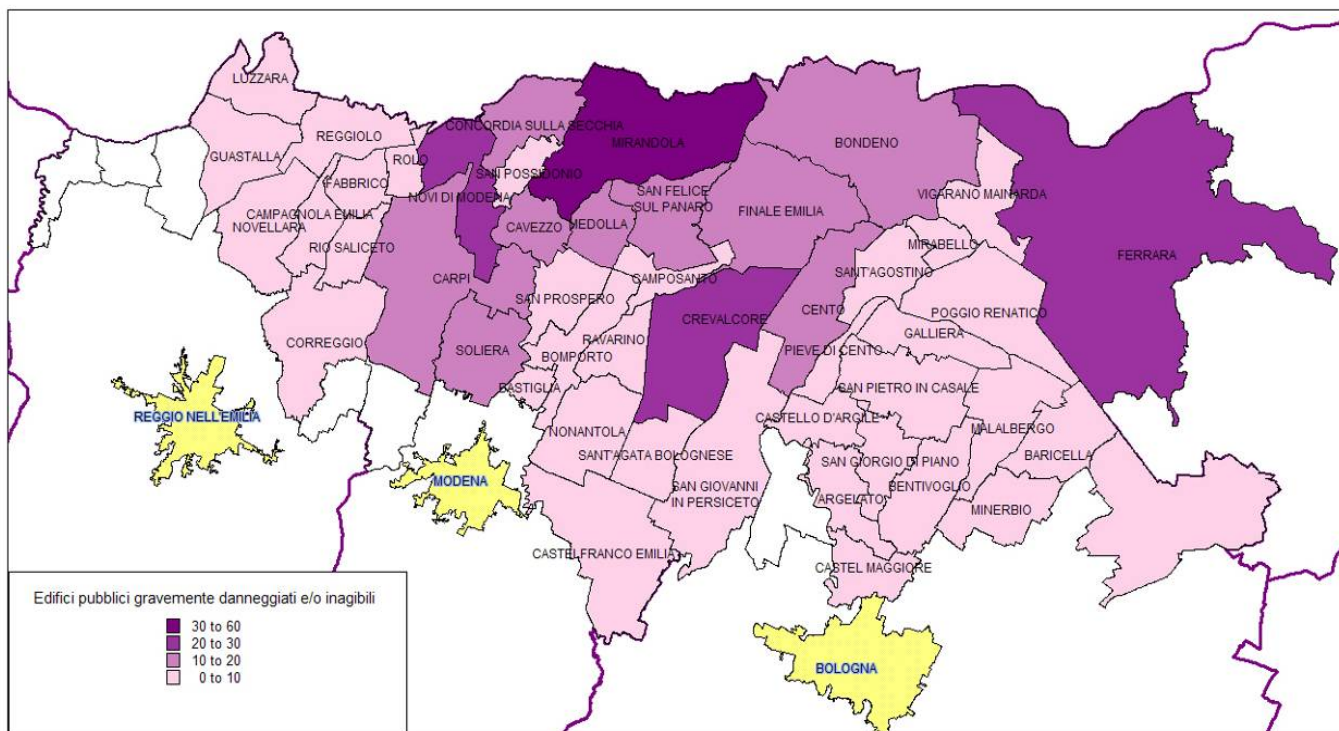 LUZZARA
REGGIOLO
CONCORDIA SULLA SECCHIA
MIRANDOLA
BONDENO
GUASTALLA
ROLO
FABBRICO
SAN POSSIDONIO
NOVI DI MODENA
SAN FELICE
SUL PANARO
VIGARANO MAINARDA
CAMPAGNOLA EMILIA
NOVELLARA
FINALE EMILIA
CAVEZZO
MEDOLLA
RIO SALICETO
MIRABELLO
FERRARA
CARPI
CAMPOSANTO
SANT'AGOSTINO
SAN PROSPERO
CREVALCORE
CENTO
POGGIO RENATICO
GALLIERA
CORREGGIO
SOLIERA
RAVARINO
BOMPORTO
PIEVE DI CENTO
BASTIGLIA
SAN PIETRO IN CASALE
REGGIO NELL'EMILIA
CASTELLO D'ARGILE
MALALBERGO
NONANTOLA
SANT'AGATA BOLOGNESE
BARICELLA
SAN GIORGIO DI PIANO
MODENA
SAN GIOVANNI
IN PERSICETO
BENTIVOGLIO
ARGELATO
MINERBIO
CASTELFRANCO EMILIA
CASTEL MAGGIORE
BOLOGNA
Edifici pubblici gravemente danneggiati e/o inagibili
30 to 60
20 to 30
10 to 20
0 to 10